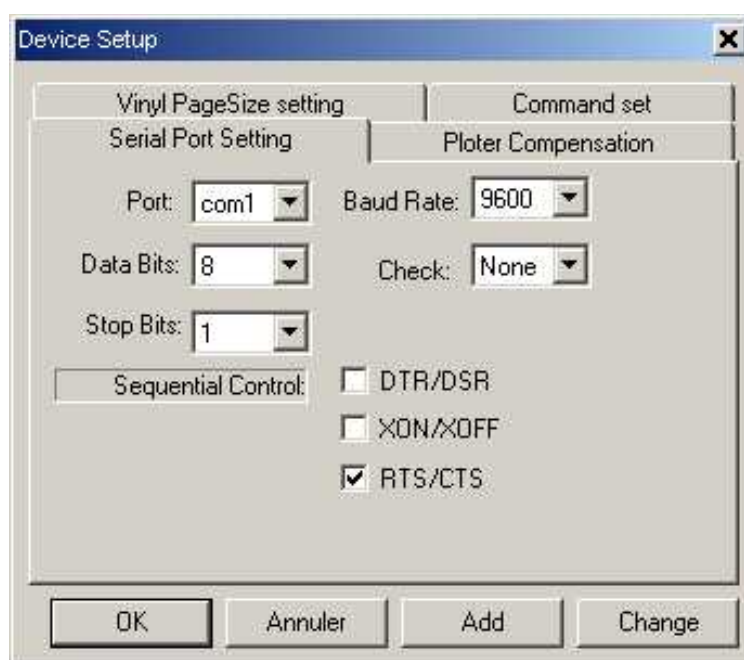 Device Setup
Vinyl PageSize setting Command set
Serial Port Setting Ploter Compensation
Port: com1 Baud Rate: 9600
Data Bits: 8 Check: None
Stop Bits: 1
Sequential Control: DTR/DSR
XON/XOFF
RTS/CTS
OK Annuler Add Change